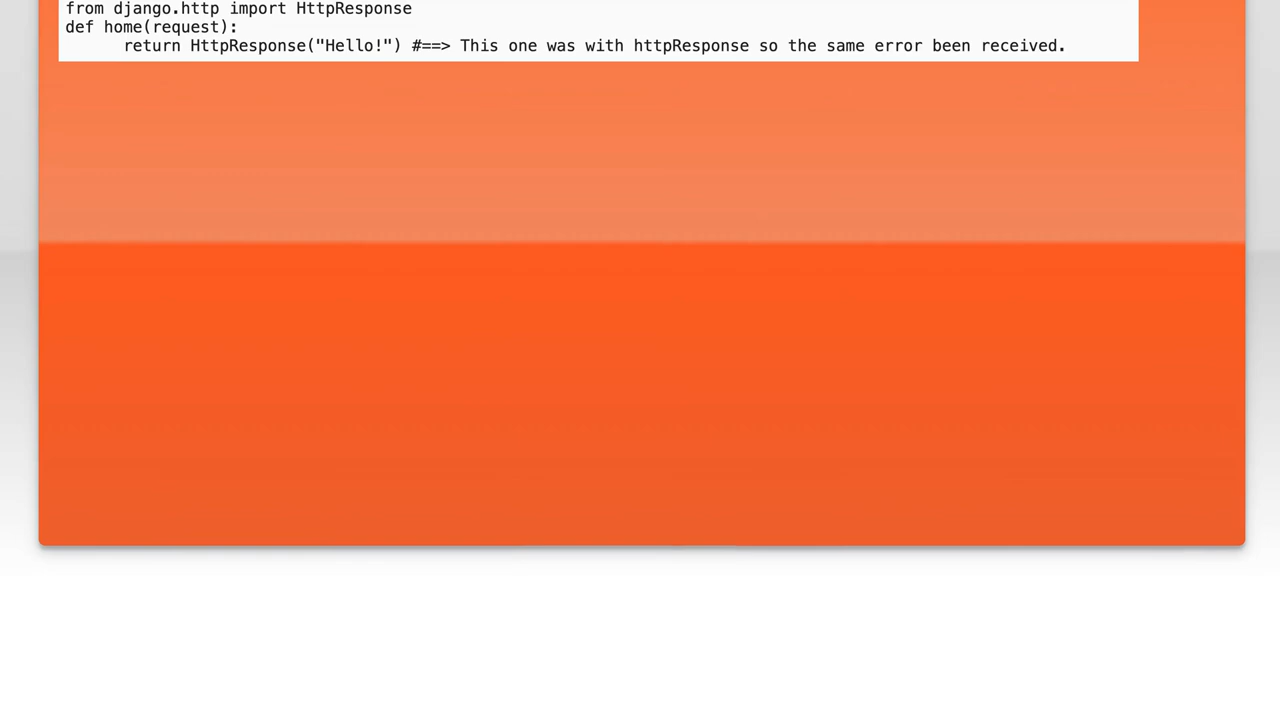 from django.http import HttpResponse
def home(request):
      return HttpResponse("Hello!") #==> This one was with httpResponse so the same error been received.